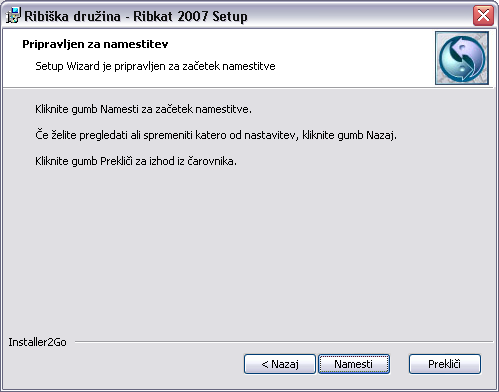 Ribiška družina - Ribkat 2007 Setup
Pripravljen za namestitev
Setup Wizard je pripravljen za začetek namestitve
Kliknite gumb Namesti za začetek namestitve.
Če želite pregledati ali spremeniti katero od nastavitev, kliknite gumb Nazaj.
Kliknite gumb Prekliči za izhod iz čarovnika.
Installer2Go
< Nazaj Namesti Prekliči